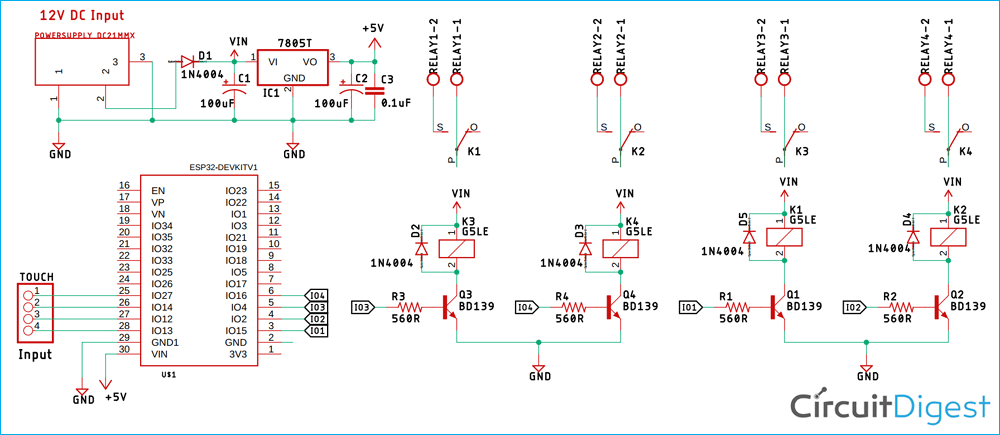 12V DC Input
POWERSUPPLY_DC21MMX
1
2
3
3
1
2
D1
1N4004
VIN
C1
100uF
1
VI
7805T
VO
3
GND
2
IC1
C2
100uF
+5V
C3
0.1uF
GND
GND
RELAY1-2
RELAY1-1
S
O
P
K1
RELAY2-2
RELAY2-1
S
P
K2
RELAY3-2
RELAY3-1
S
O
P
K3
RELAY4-2
RELAY4-1
S
O
P
K4
ESP32-DEVKITV1
16 EN IO23 15
17 VP IO22 14
18 VN IO1 13
19 IO34 IO3 12
20 IO35 IO21 11
21 IO32 IO19 10
22 IO33 IO18 9
23 IO25 IO5 8
24 IO26 IO17 7
25 IO27 IO16 6
26 IO14 IO4 5
27 IO12 IO2 4
28 IO13 IO15 3
29 GND1 GND 2
30 VIN 3V3 1
U$1
TOUCH
1
2
3
4
Input
GND
+5V
IO4
IO3
IO2
IO1
VIN
D2
1N4004
K3
G5LE
1
2
IO3
R3
560R
Q3
BD139
VIN
D3
1N4004
K4
G5LE
1
2
IO4
R4
560R
Q4
BD139
GND
VIN
D5
1N4004
K1
G5LE
1
2
IO1
R1
560R
Q1
BD139
VIN
D4
1N4004
K2
G5LE
1
2
IO2
R2
560R
Q2
BD139
GND
CircuitDigest